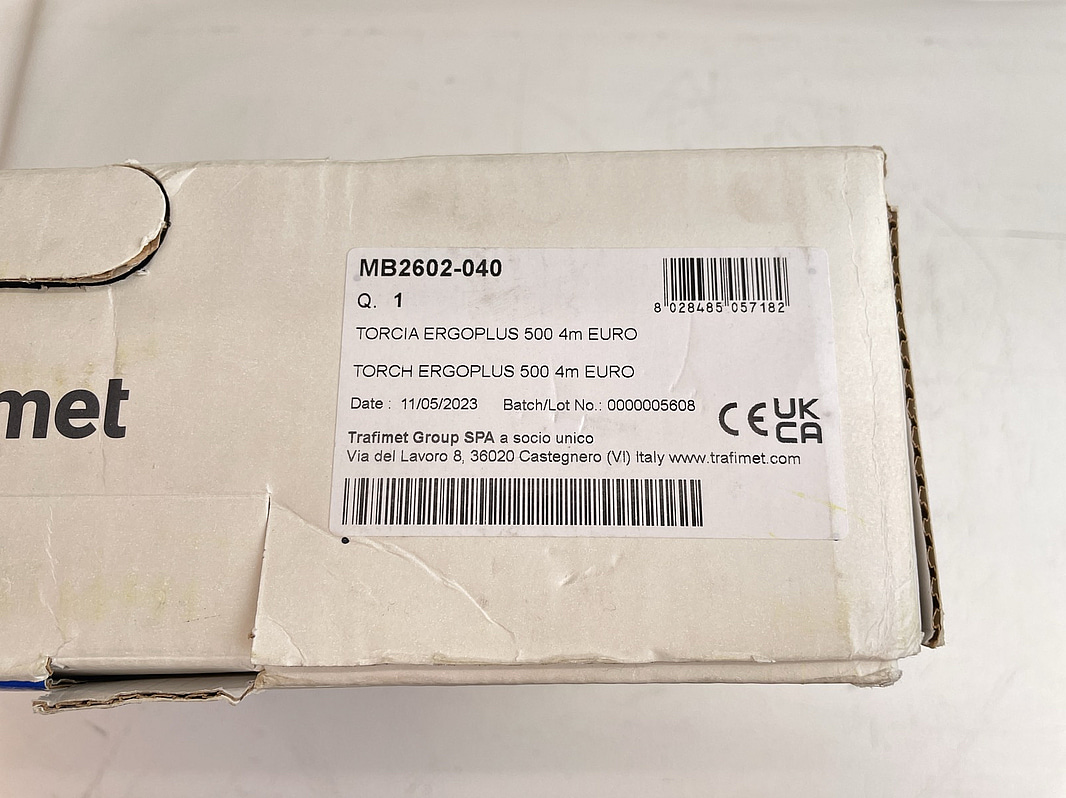 met
MB2602-040
Q. 1
8 028485 057182
TORCIA ERGOPLUS 500 4m EURO
TORCH ERGOPLUS 500 4m EURO
Date : 11/05/2023 Batch/Lot No.: 0000005608
CE UK
CA
Trafimet Group SPA a socio unico
Via del Lavoro 8, 36020 Castegnero (VI) Italy www.trafimet.com